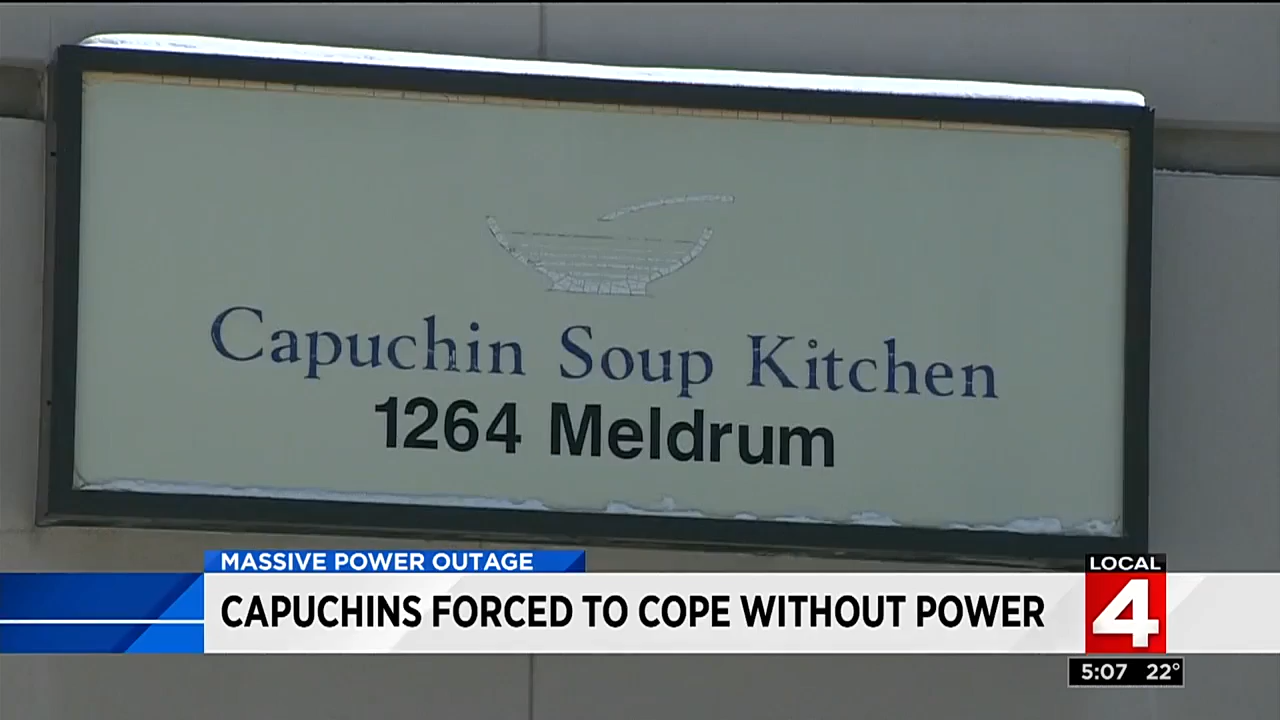 Capuchin Soup Kitchen
1264 Meldrum
MASSIVE POWER OUTAGE
CAPUCHINS FORCED TO COPE WITHOUT POWER
LOCAL
4
5:07 22°